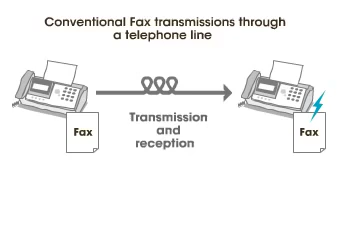 Conventional Fax transmissions through
a telephone line
Transmission
and
reception
Fax
Fax